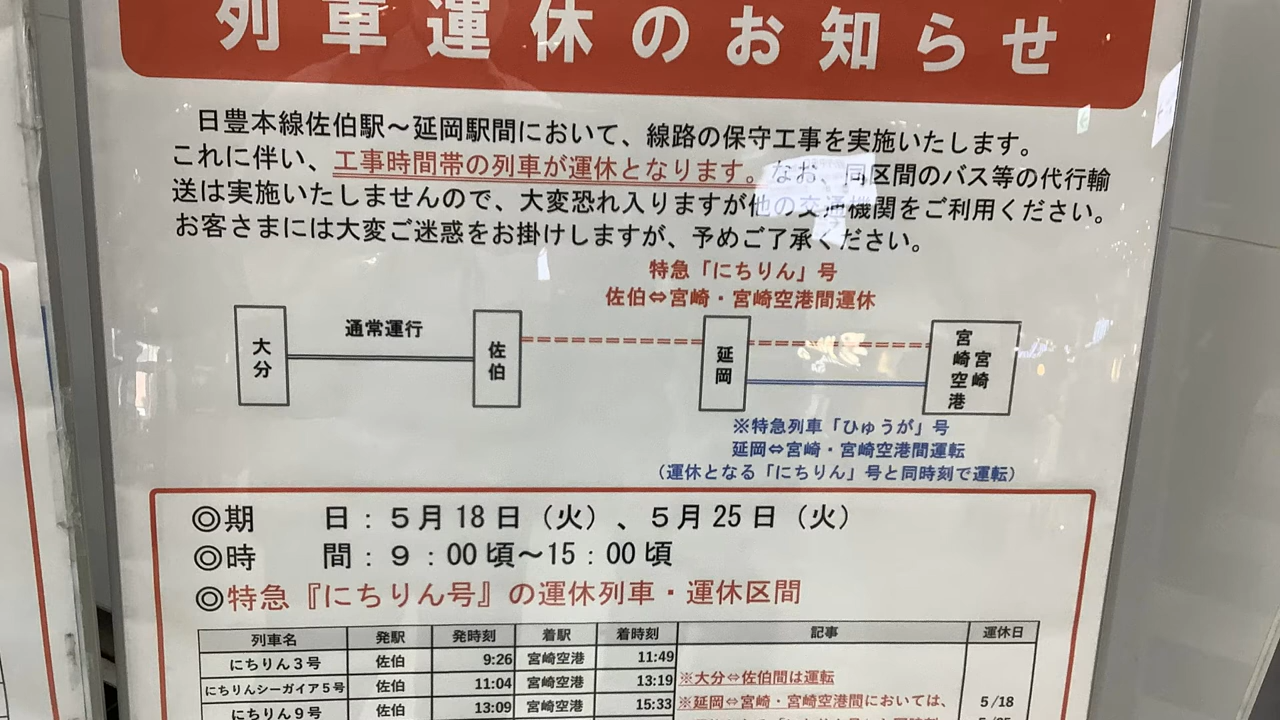 列車運休のお知らせ
日豊本線佐伯駅～延岡駅間において、線路の保守工事を実施いたします。
これに伴い、工事時間帯の列車が運休となります。なお、同区間のバス等の代行輸
送は実施いたしませんので、大変恐れ入りますが他の交通機関をご利用ください。
お客さまには大変ご迷惑をお掛けしますが、予めご了承ください。
特急「にちりん」号
佐伯⇔宮崎・宮崎空港間運休
大分
通常運行
佐伯
延岡
宮崎
宮崎空港
※特急列車「ひゅうが」号
延岡⇔宮崎・宮崎空港間運転
（運休となる「にちりん」号と同時刻で運転）
◎期　　日：５月18日（火）、５月25日（火）
◎時　　間：９：00頃～15：00頃
◎特急『にちりん号』の運休列車・運休区間
列車名 発駅 発時刻 着駅 着時刻 記事 運休日
にちりん３号 佐伯 9:26 宮崎空港 11:49
にちりんシーガイア５号 佐伯 11:04 宮崎空港 13:19 ※大分⇔佐伯間は運転
にちりん９号 佐伯 13:09 宮崎空港 15:33 ※延岡⇔宮崎・宮崎空港間においては、 5/18